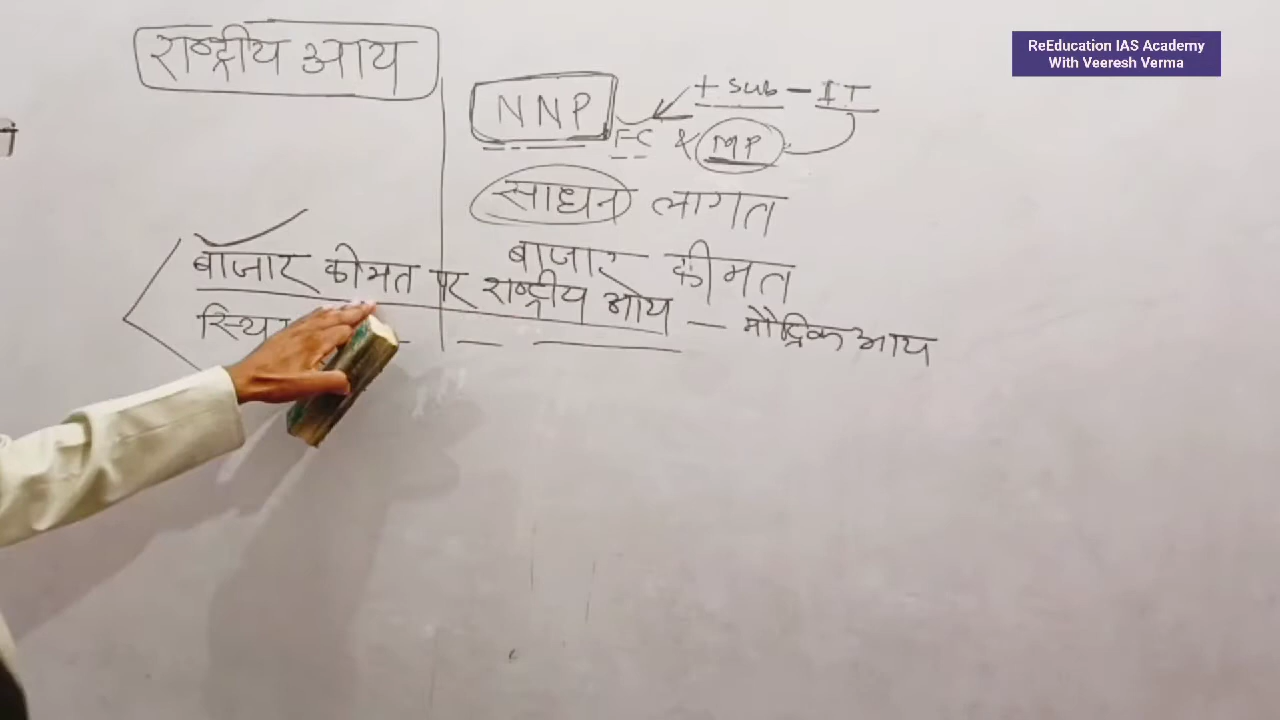 राष्ट्रीय आय
ReEducation IAS Academy
With Veeresh Verma
NNP FC & MP
+ Sub - IT
साधन लागत
बाजार कीमत
बाजार कीमत पर राष्ट्रीय आय — मौद्रिक आय